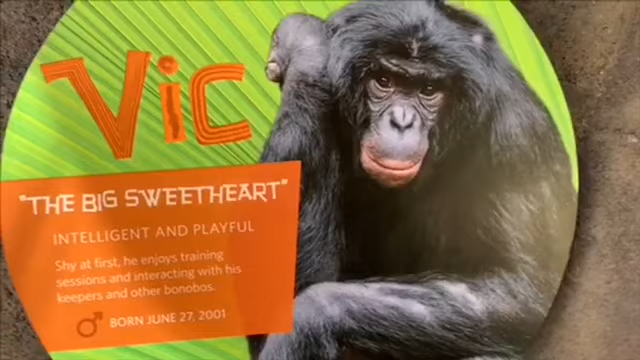 Vic
"THE BIG SWEETHEART"
INTELLIGENT AND PLAYFUL
Shy at first, he enjoys training
sessions and interacting with his
keepers and other bonobos.
♂ BORN JUNE 27, 2001